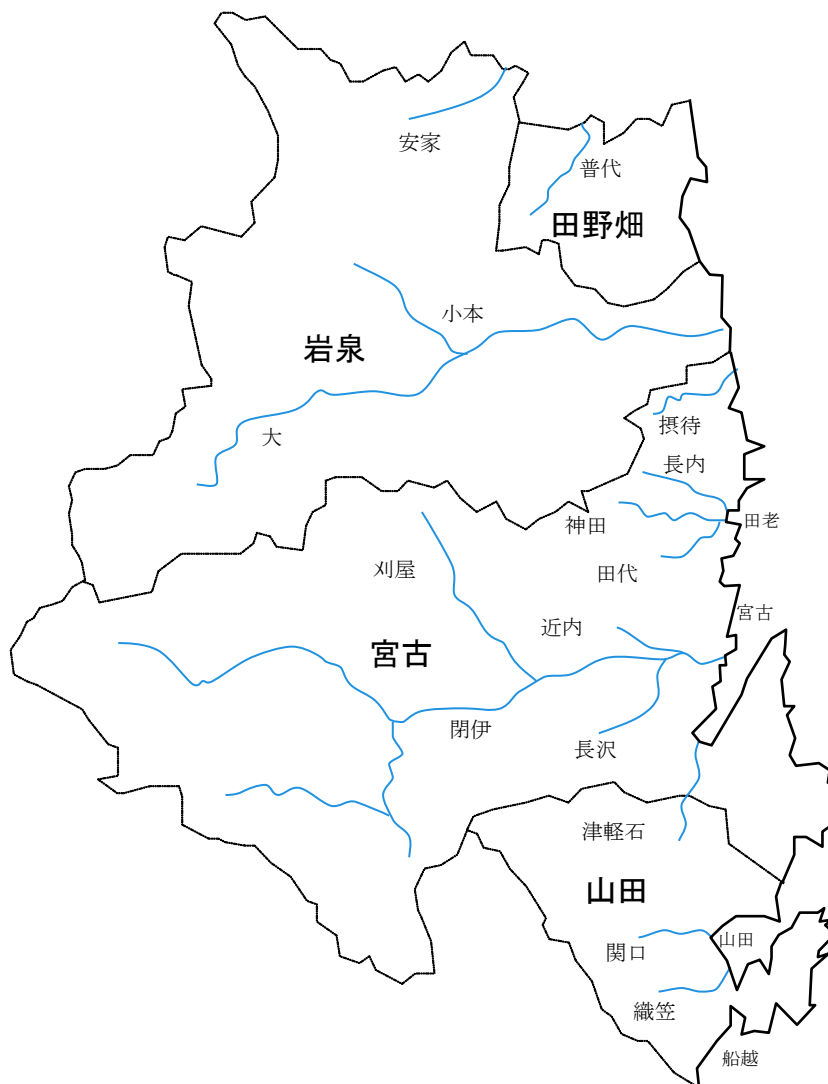 安家
普代
田野畑
小本
岩泉
大
摂待
長内
神田
田老
田代
刈屋
宮古
近内
宮古
閉伊
長沢
津軽石
山田
関口
山田
織笠
船越